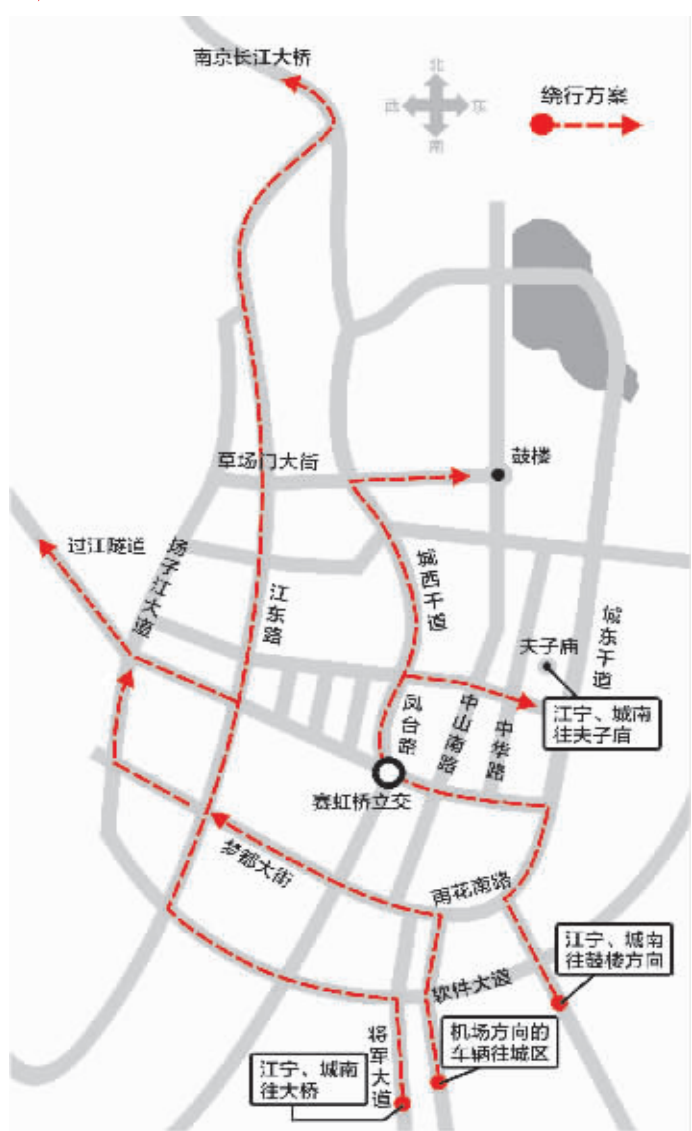 南京长江大桥
北
西
东
南
绕行方案
草场门大街
鼓楼
过江隧道
扬子江大道
江东路
城西干道
城东干道
夫子庙
江宁、城南
往夫子庙
凤台路
中山南路
中华路
赛虹桥立交
梦都大街
雨花南路
江宁、城南
往鼓楼方向
软件大道
机场方向的
车辆往城区
将军大道
江宁、城南
往大桥